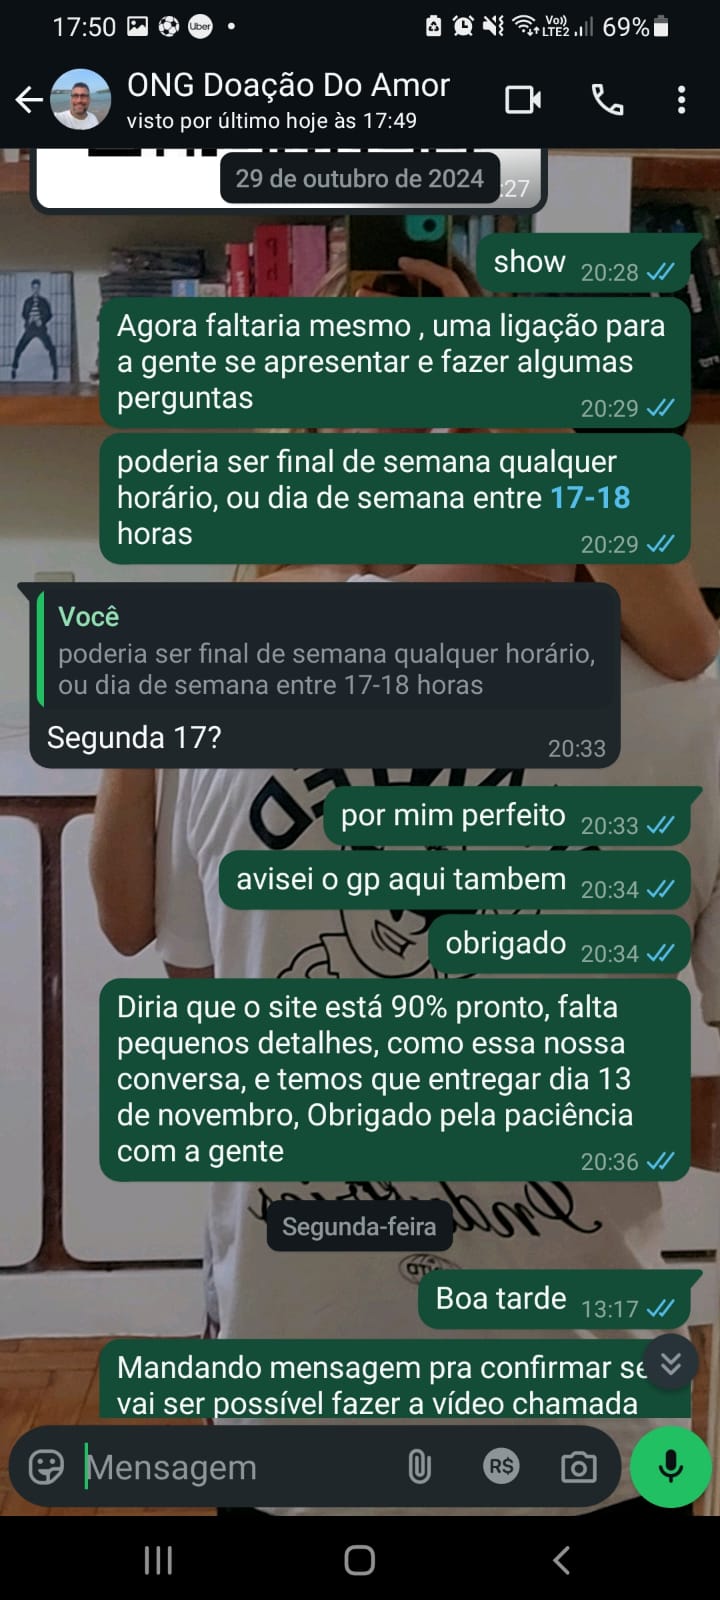 17:50
Uber
Vo))
LTE2
69%
ONG Doação Do Amor
visto por último hoje às 17:49
29 de outubro de 2024
:27
show 20:28
Agora faltaria mesmo , uma ligação para
a gente se apresentar e fazer algumas
perguntas 20:29
poderia ser final de semana qualquer
horário, ou dia de semana entre 17-18
horas 20:29
Você
poderia ser final de semana qualquer horário,
ou dia de semana entre 17-18 horas
Segunda 17? 20:33
por mim perfeito 20:33
avisei o gp aqui tambem 20:34
obrigado 20:34
Diria que o site está 90% pronto, falta
pequenos detalhes, como essa nossa
conversa, e temos que entregar dia 13
de novembro, Obrigado pela paciência
com a gente 20:36
Segunda-feira
Boa tarde 13:17
Mandando mensagem pra confirmar se
vai ser possível fazer a vídeo chamada
Mensagem
R$